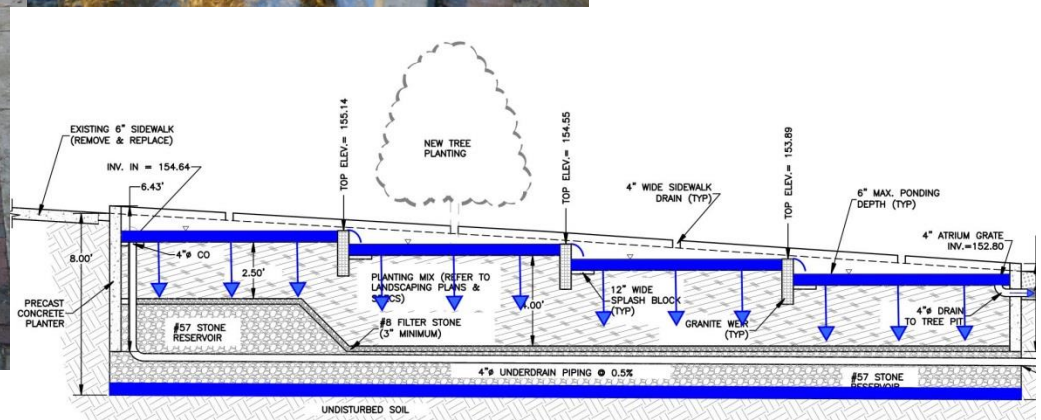 EXISTING 6" SIDEWALK
(REMOVE & REPLACE)
INV. IN = 154.64
6.43'
TOP ELEV.= 155.14
NEW TREE
PLANTING
TOP ELEV.= 154.55
4" WIDE SIDEWALK
DRAIN (TYP)
TOP ELEV.= 153.89
6" MAX. PONDING
DEPTH (TYP)
4" ATRIUM GRATE
INV.=152.80
8.00'
4"ø CO
2.50'
PRECAST
CONCRETE
PLANTER
PLANTING MIX (REFER TO
LANDSCAPING PLANS &
4.00'
12" WIDE
SPLASH BLOCK
(TYP)
GRANITE WEIR
(TYP)
4"ø DRAIN
TO TREE PIT
#57 STONE
RESERVOIR
#8 FILTER STONE
(3" MINIMUM)
4"ø UNDERDRAIN PIPING @ 0.5%
#57 STONE
RESERVOIR
UNDISTURBED SOIL